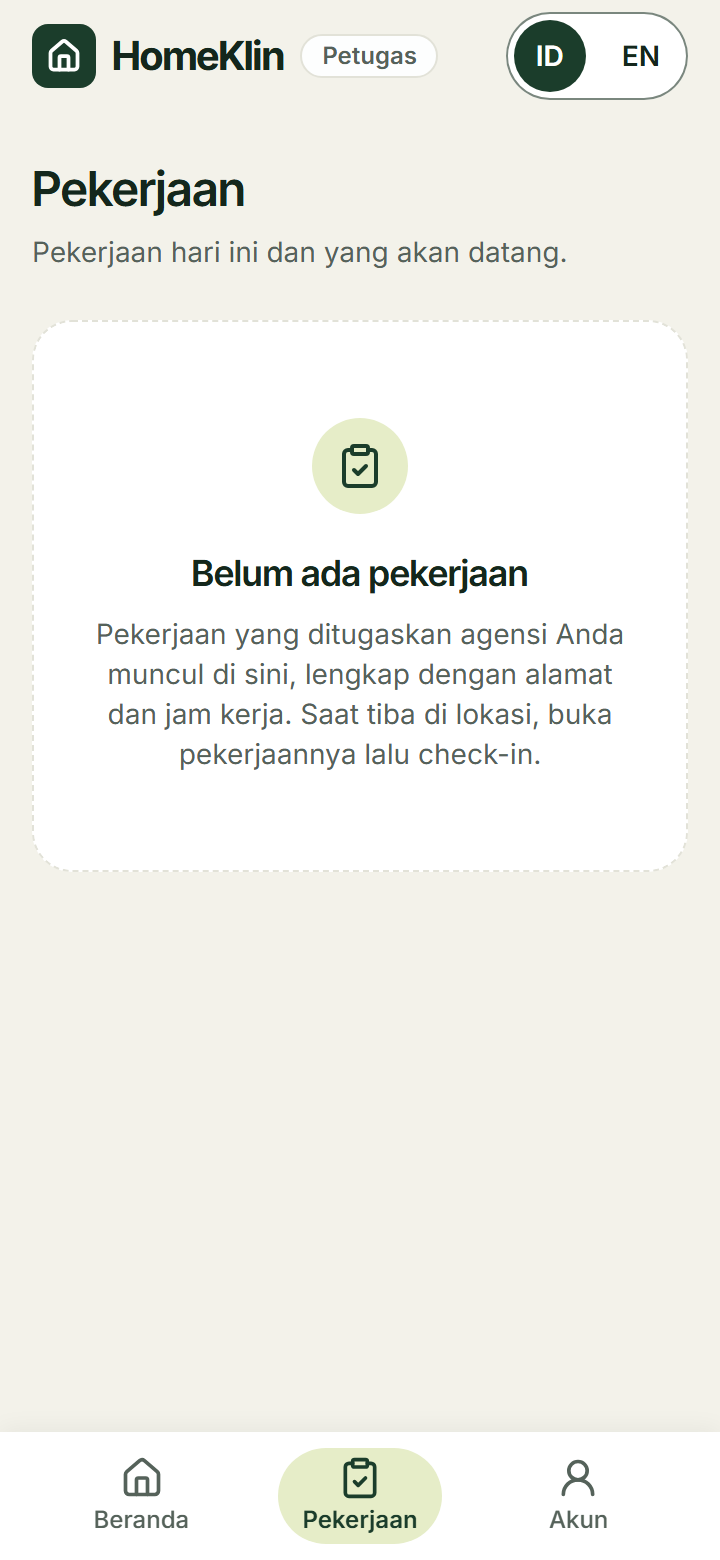 HomeKlin Petugas ID EN
Pekerjaan
Pekerjaan hari ini dan yang akan datang.
Belum ada pekerjaan
Pekerjaan yang ditugaskan agensi Anda
muncul di sini, lengkap dengan alamat
dan jam kerja. Saat tiba di lokasi, buka
pekerjaannya lalu check-in.
Beranda Pekerjaan Akun